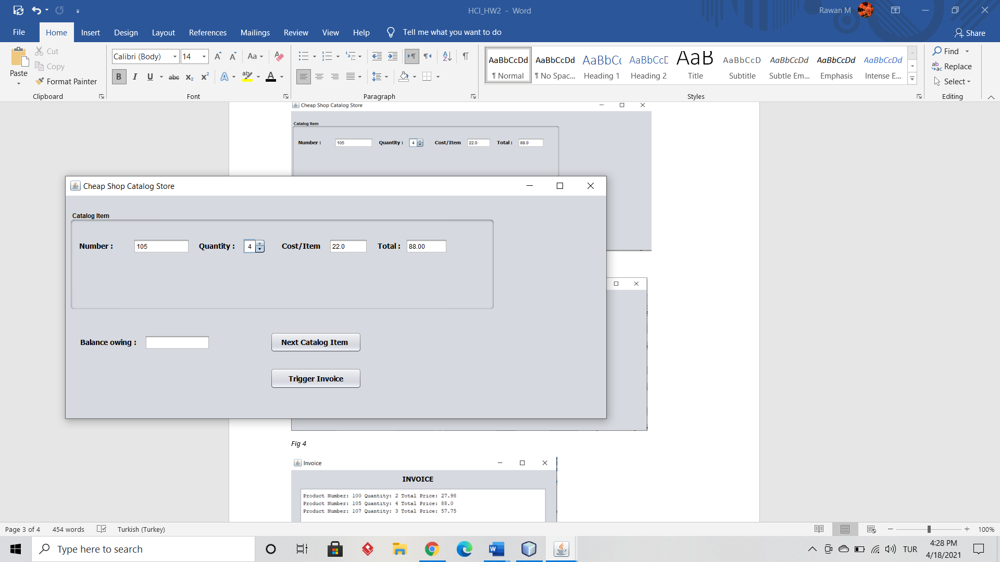 HCI_HW2 - Word
Rawan M
File Home Insert Design Layout References Mailings Review View Help Tell me what you want to do
Share
Paste
Cut
Copy
Format Painter
Clipboard
Calibri (Body) 14
Aa
B I U abc x₂ x² A ab A
Font
Paragraph
AaBbCcDd AaBbCcDd AaBbCc AaBbCcD AaB AaBbCcD AaBbCcDd AaBbCcDd AaBbCcDd
¶ Normal ¶ No Spac... Heading 1 Heading 2 Title Subtitle Subtle Em... Emphasis Intense E...
Styles
Find
Replace
Select
Editing
Cheap Shop Catalog Store
Catalog Item
Number : 105 Quantity : 4 Cost/Item 22.0 Total : 88.0
Cheap Shop Catalog Store
Catalog Item
Number : 105 Quantity : 4 Cost/Item 22.0 Total : 88.00
Balance owing :
Next Catalog Item
Trigger Invoice
Fig 4
Invoice
INVOICE
Product Number: 100 Quantity: 2 Total Price: 27.98
Product Number: 105 Quantity: 4 Total Price: 88.0
Product Number: 107 Quantity: 3 Total Price: 57.75
Page 3 of 4 454 words Turkish (Turkey) 100%
Type here to search
TUR
4:28 PM
4/18/2021